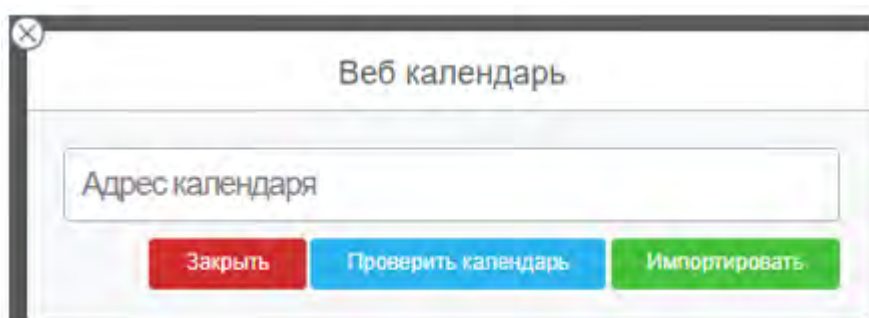 Веб календарь
Адрес календаря
Закрыть Проверить календарь Импортировать